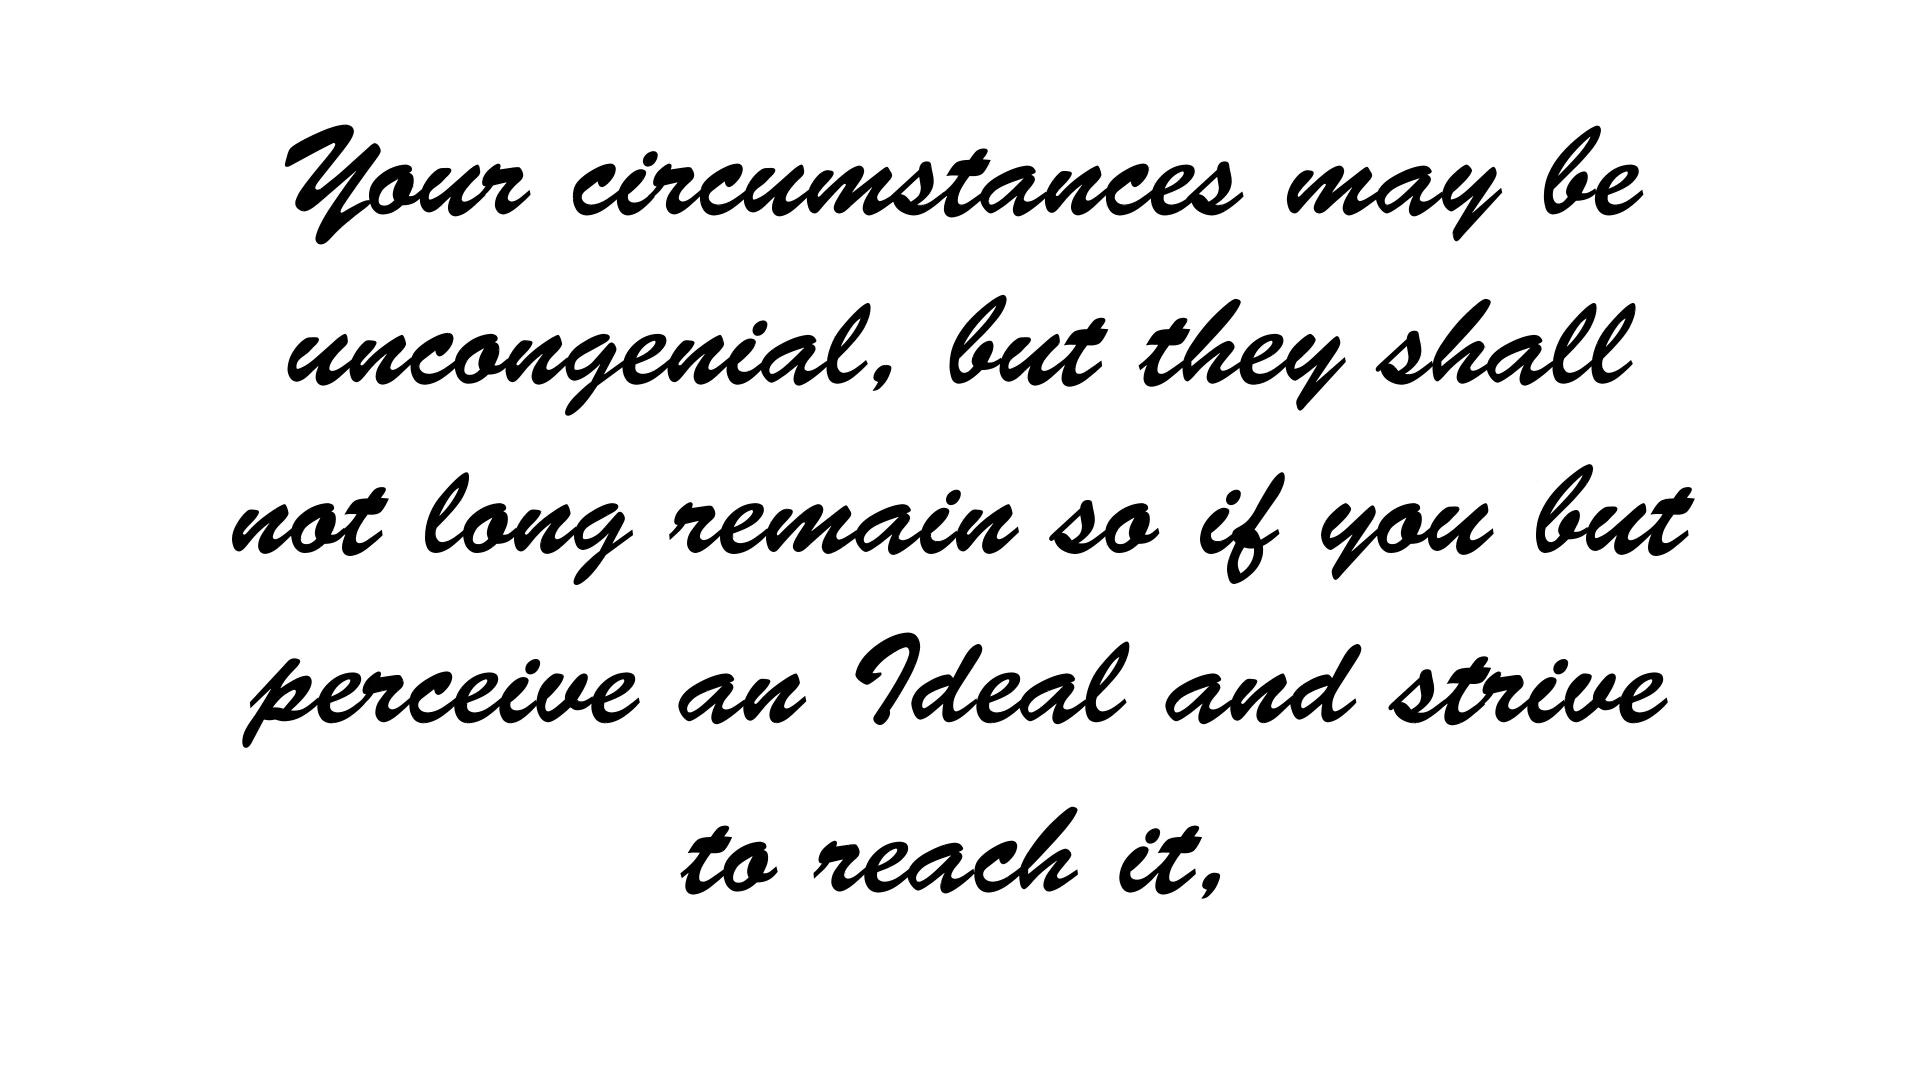 Your circumstances may be
uncongenial, but they shall
not long remain so if you but
perceive an Ideal and strive
to reach it,